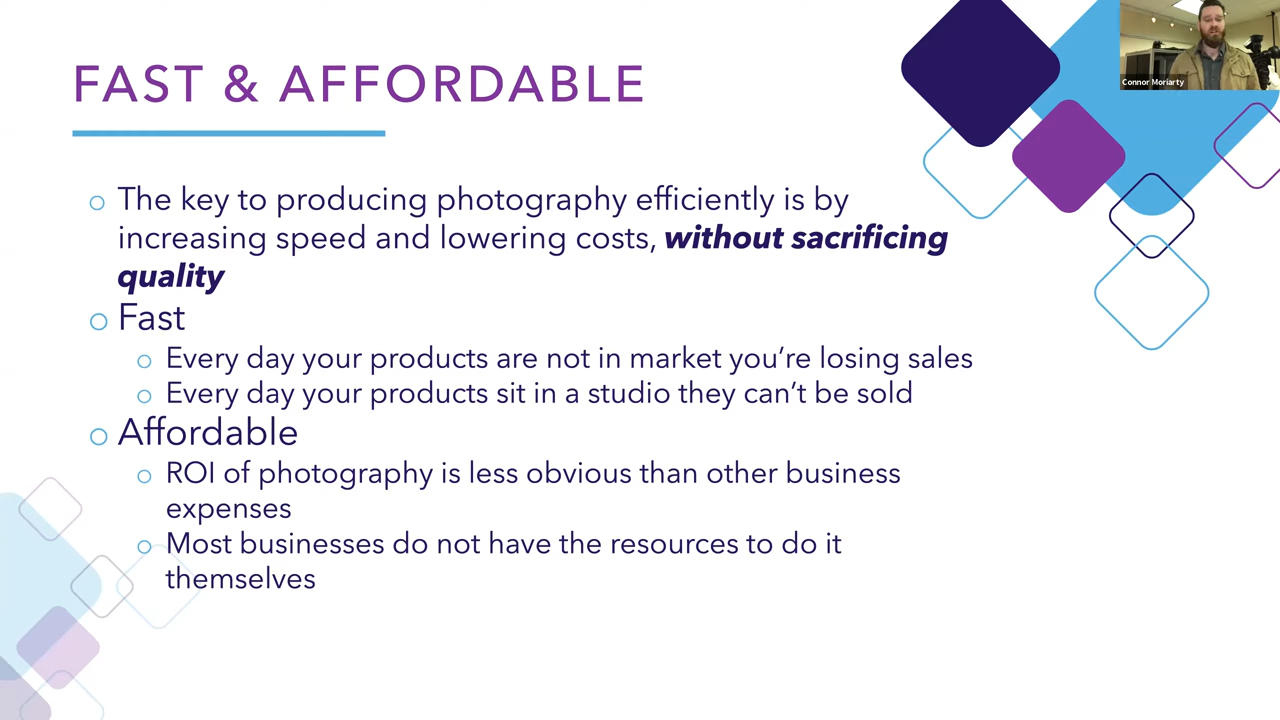 FAST & AFFORDABLE
Connor Moriarty
The key to producing photography efficiently is by
increasing speed and lowering costs, without sacrificing
quality
Fast
Every day your products are not in market you’re losing sales
Every day your products sit in a studio they can’t be sold
Affordable
ROI of photography is less obvious than other business
expenses
Most businesses do not have the resources to do it
themselves